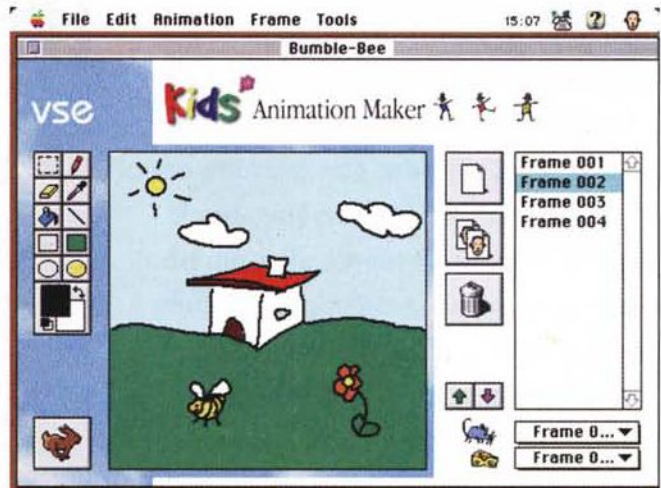 File Edit Animation Frame Tools 15:07
Bumble-Bee
vse Kids Animation Maker
Frame 001
Frame 002
Frame 003
Frame 004
Frame 0...
Frame 0...